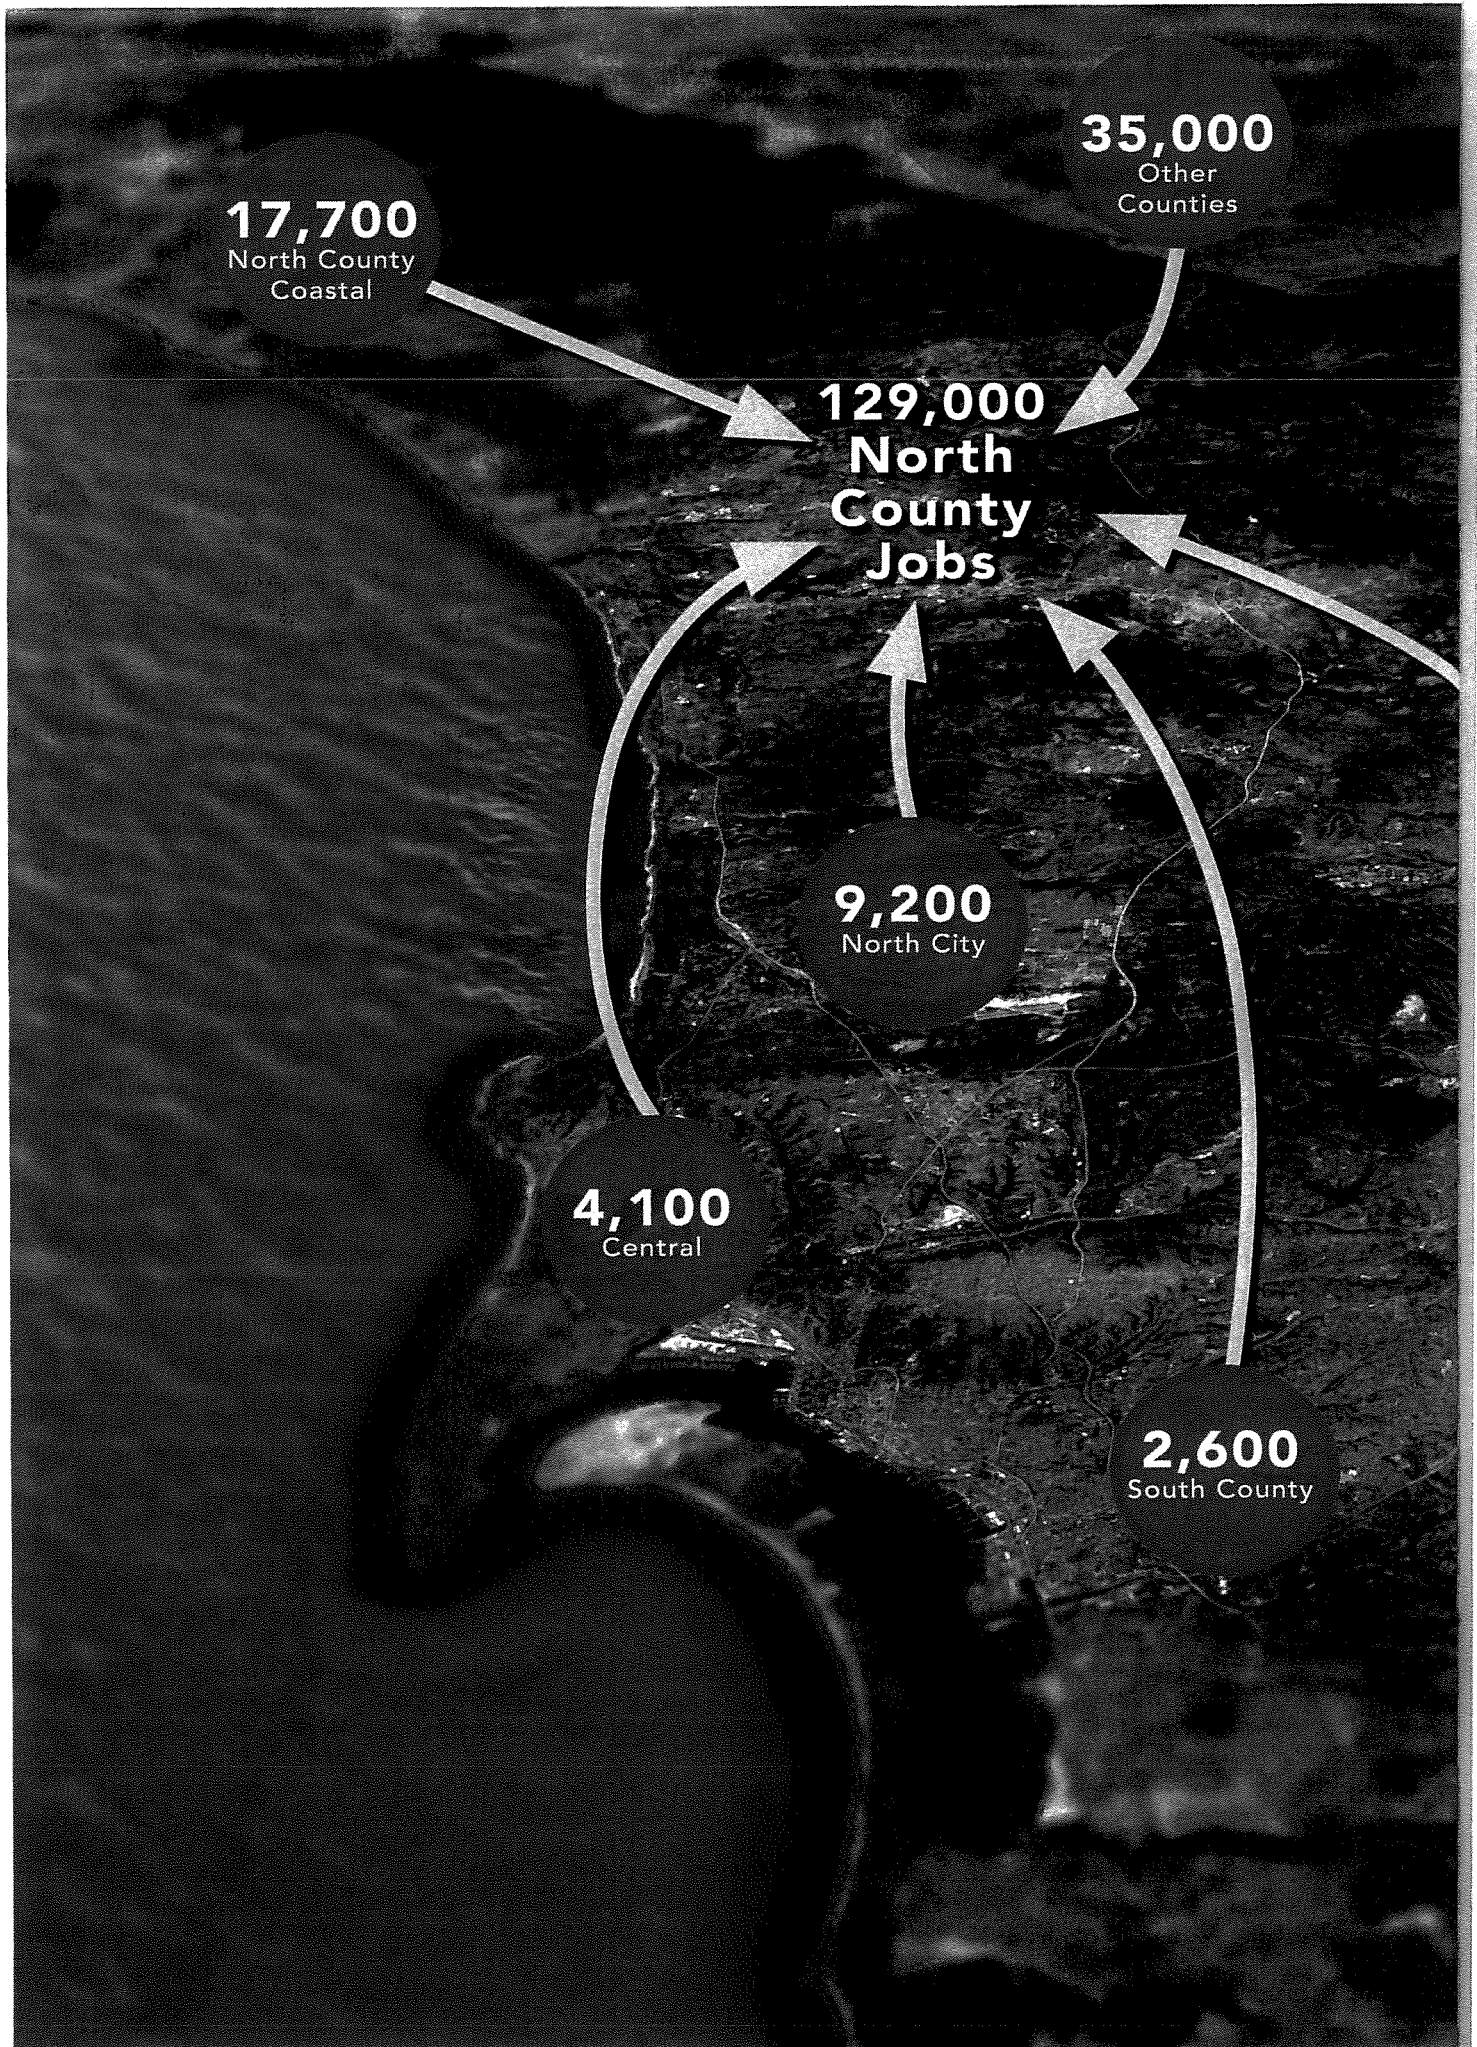 35,000
Other
Counties
17,700
North County
Coastal
129,000
North
County
Jobs
9,200
North City
4,100
Central
2,600
South County